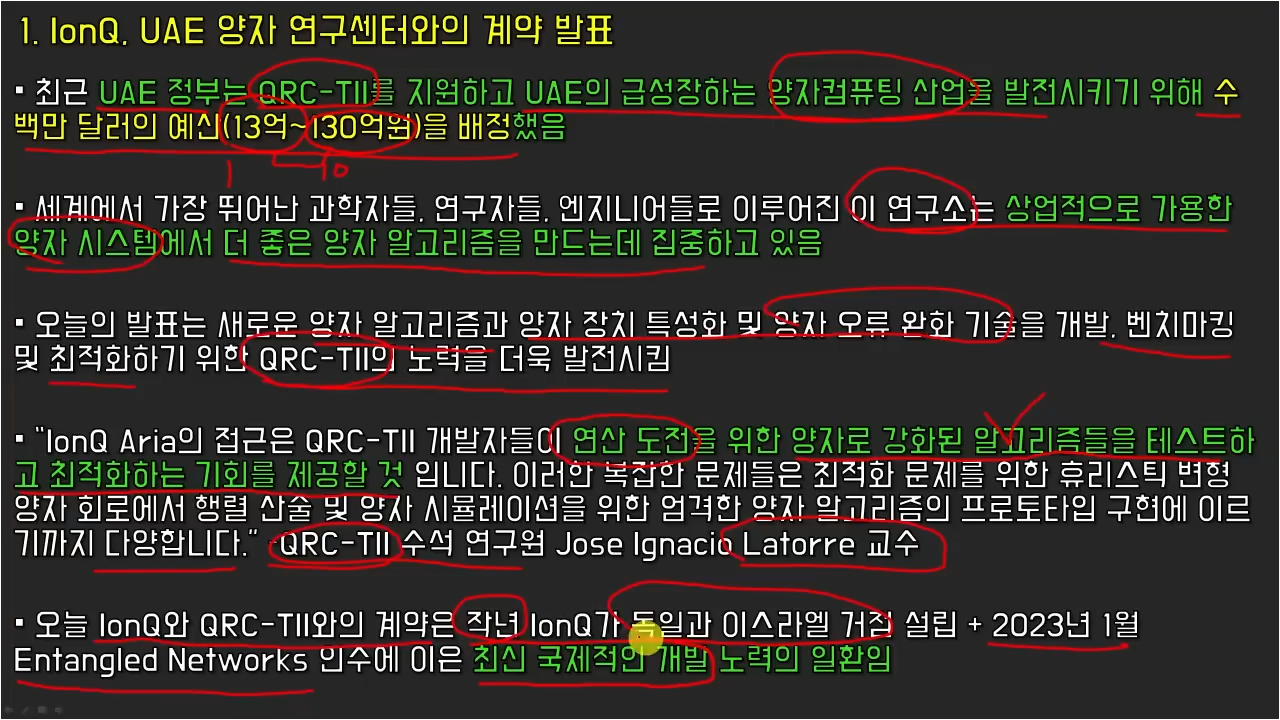 1. IonQ, UAE 양자 연구센터와의 계약 발표
▪ 최근 UAE 정부는 QRC-TII를 지원하고 UAE의 급성장하는 양자컴퓨팅 산업을 발전시키기 위해 수
백만 달러의 예산(13억~130억원)을 배정했음
1 10
▪ 세계에서 가장 뛰어난 과학자들, 연구자들, 엔지니어들로 이루어진 이 연구소는 상업적으로 가용한
양자 시스템에서 더 좋은 양자 알고리즘을 만드는데 집중하고 있음
▪ 오늘의 발표는 새로운 양자 알고리즘과 양자 장치 특성화 및 양자 오류 완화 기술을 개발, 벤치마킹
및 최적화하기 위한 QRC-TII의 노력을 더욱 발전시킴
▪ "IonQ Aria의 접근은 QRC-TII 개발자들이 연산 도전을 위한 양자로 강화된 알고리즘들을 테스트하
고 최적화하는 기회를 제공할 것 입니다. 이러한 복잡한 문제들은 최적화 문제를 위한 휴리스틱 변형
양자 회로에서 행렬 산술 및 양자 시뮬레이션을 위한 엄격한 양자 알고리즘의 프로토타입 구현에 이르
기까지 다양합니다." -QRC-TII 수석 연구원 Jose Ignacio Latorre 교수
▪ 오늘 IonQ와 QRC-TII와의 계약은 작년 IonQ가 독일과 이스라엘 거점 설립 + 2023년 1월
Entangled Networks 인수에 이은 최신 국제적인 개발 노력의 일환임